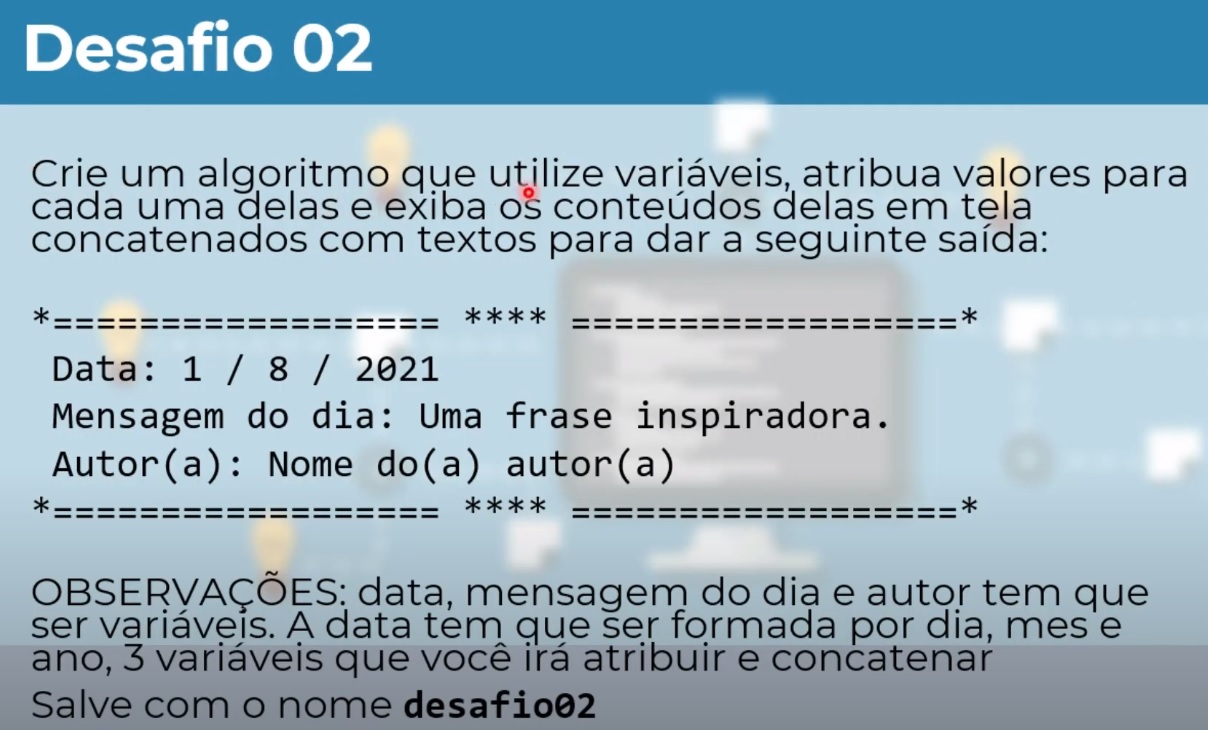 Desafio 02
Crie um algoritmo que utilize variáveis, atribua valores para
cada uma delas e exiba os conteúdos delas em tela
concatenados com textos para dar a seguinte saída:
*================== **** ==================*
Data: 1 / 8 / 2021
Mensagem do dia: Uma frase inspiradora.
Autor(a): Nome do(a) autor(a)
*================== **** ==================*
OBSERVAÇÕES: data, mensagem do dia e autor tem que
ser variáveis. A data tem que ser formada por dia, mes e
ano, 3 variáveis que você irá atribuir e concatenar
Salve com o nome desafio02